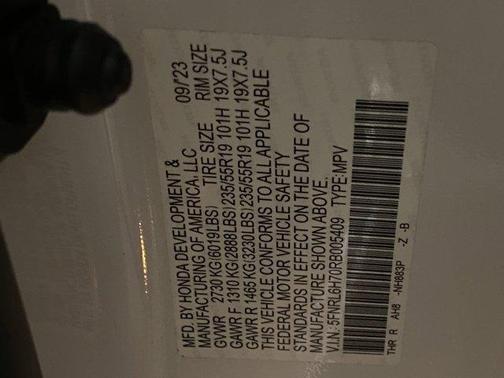 MFD. BY HONDA DEVELOPMENT & 09/23
MANUFACTURING OF AMERICA, LLC
GVWR 2730 KG(6019LBS) TIRE SIZE RIM SIZE
GAWR F 1310 KG(2888LBS)235/55R19 101H 19X7.5J
GAWR R 1465 KG(3230LBS)235/55R19 101H 19X7.5J
THIS VEHICLE CONFORMS TO ALL APPLICABLE
FEDERAL MOTOR VEHICLE SAFETY
STANDARDS IN EFFECT ON THE DATE OF
MANUFACTURE SHOWN ABOVE.
V.I.N.: 5FNRL6H70RB005409 TYPE:MPV
THR R AH8 -NH883P -Z -B